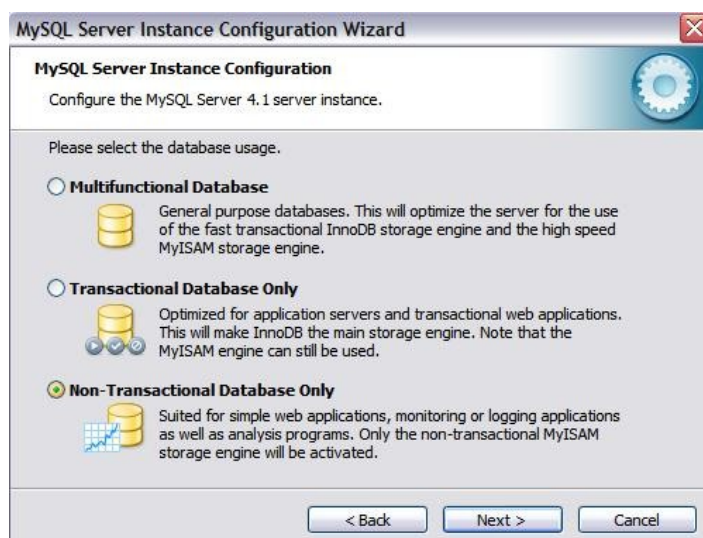 MySQL Server Instance Configuration Wizard
MySQL Server Instance Configuration
Configure the MySQL Server 4.1 server instance.
Please select the database usage.
Multifunctional Database
General purpose databases. This will optimize the server for the use
of the fast transactional InnoDB storage engine and the high speed
MyISAM storage engine.
Transactional Database Only
Optimized for application servers and transactional web applications.
This will make InnoDB the main storage engine. Note that the
MyISAM engine can still be used.
Non-Transactional Database Only
Suited for simple web applications, monitoring or logging applications
as well as analysis programs. Only the non-transactional MyISAM
storage engine will be activated.
< Back Next > Cancel